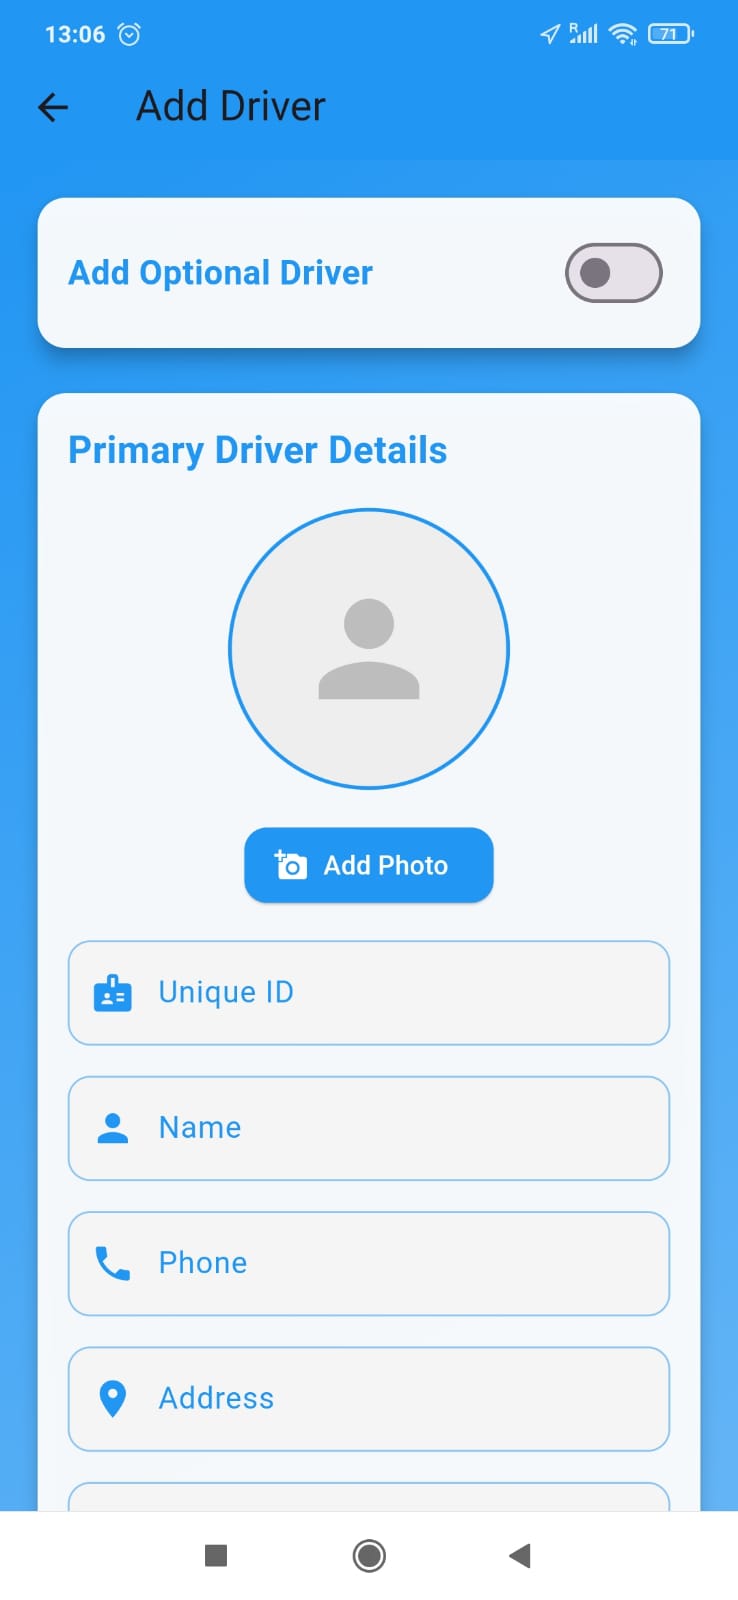 13:06
R
71
Add Driver
Add Optional Driver
Primary Driver Details
Add Photo
Unique ID
Name
Phone
Address